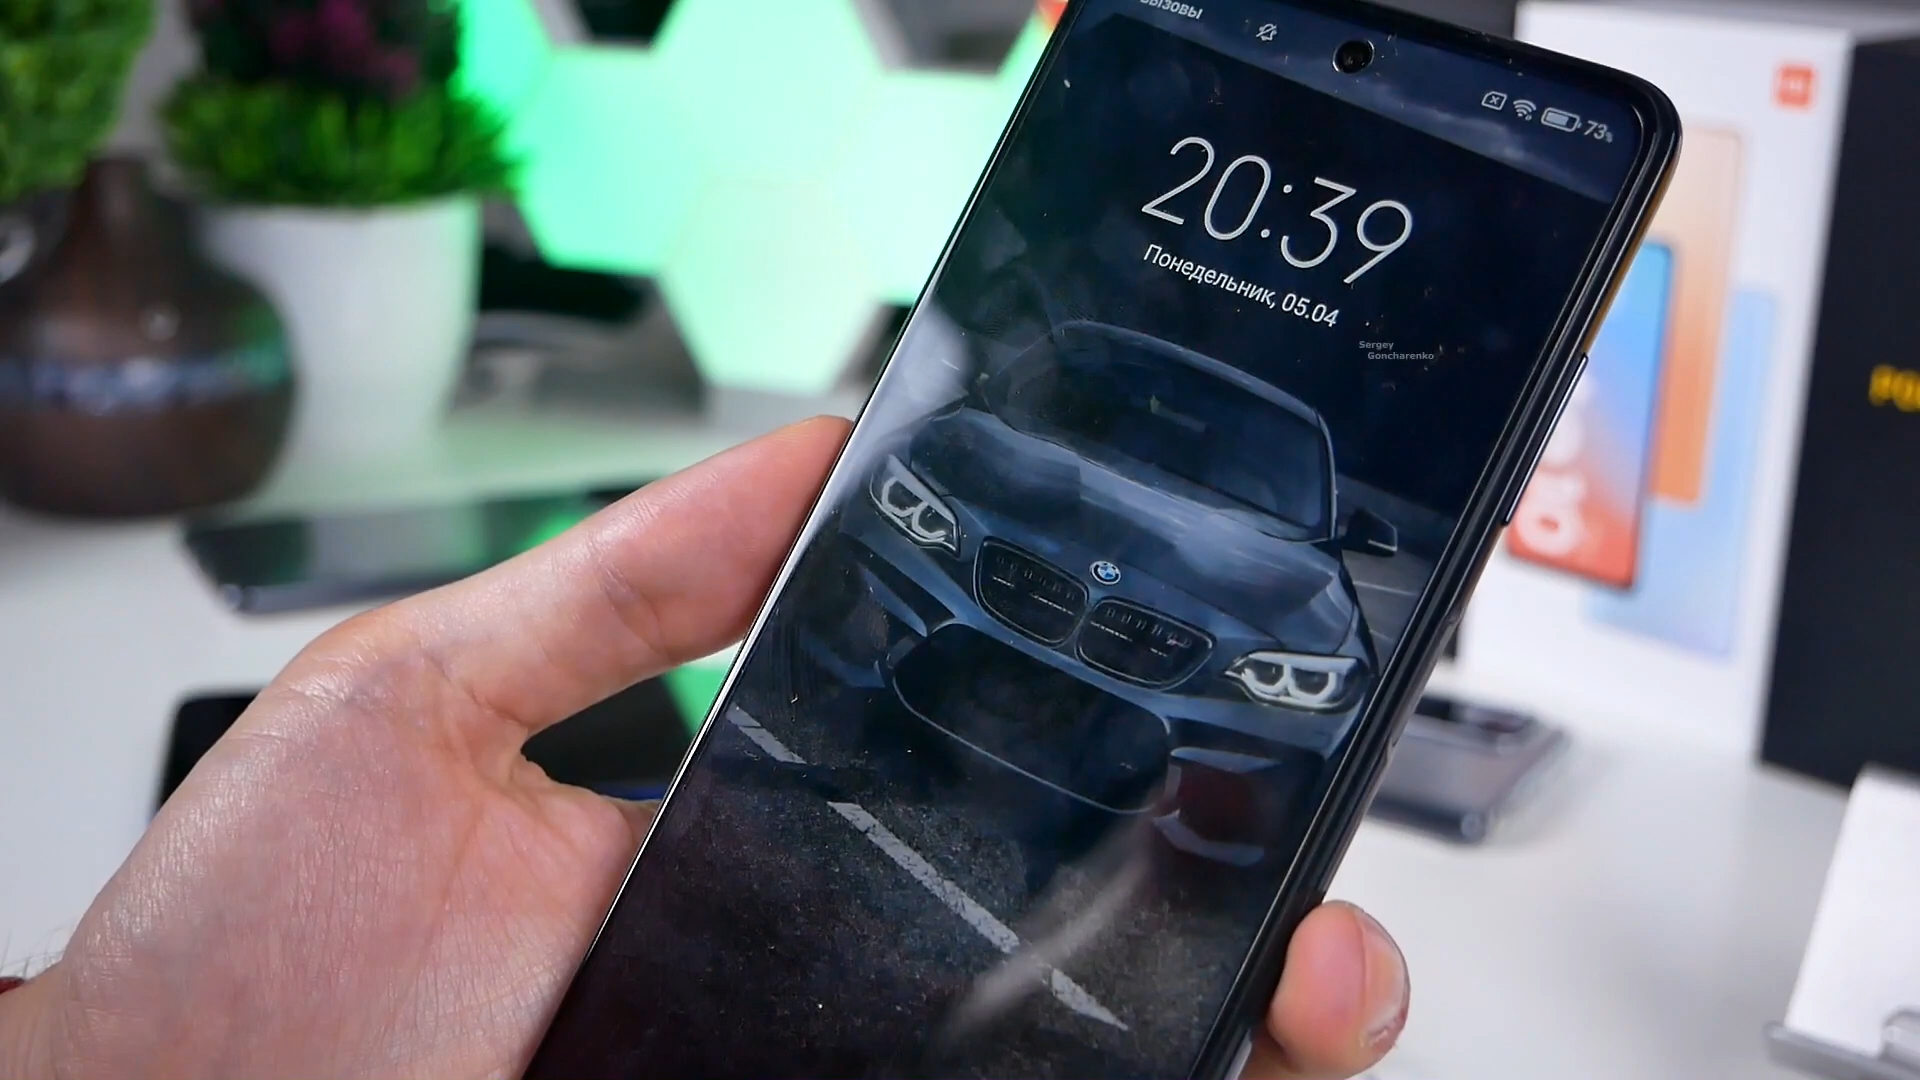 Вызовы
73%
20:39
Понедельник, 05.04
Sergey
Goncharenko